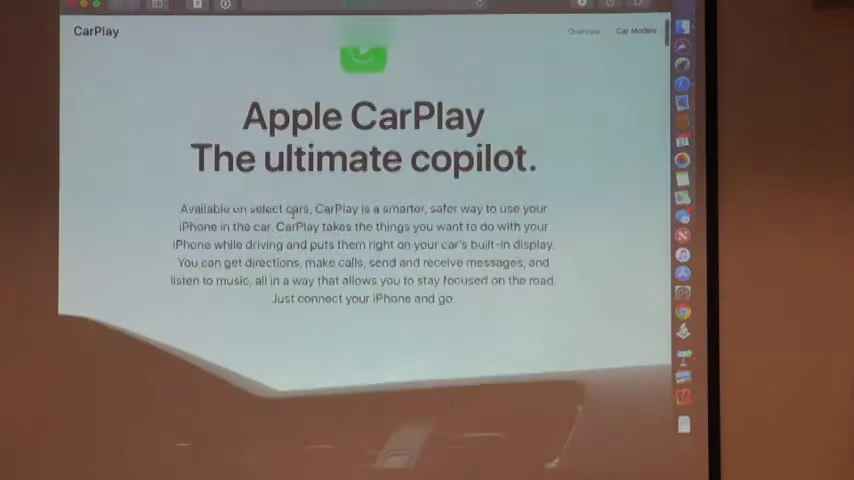 CarPlay
Overview
Car Models
Apple CarPlay
The ultimate copilot.
Available on select cars, CarPlay is a smarter, safer way to use your
iPhone in the car. CarPlay takes the things you want to do with your
iPhone while driving and puts them right on your car's built-in display.
You can get directions, make calls, send and receive messages, and
listen to music, all in a way that allows you to stay focused on the road.
Just connect your iPhone and go.